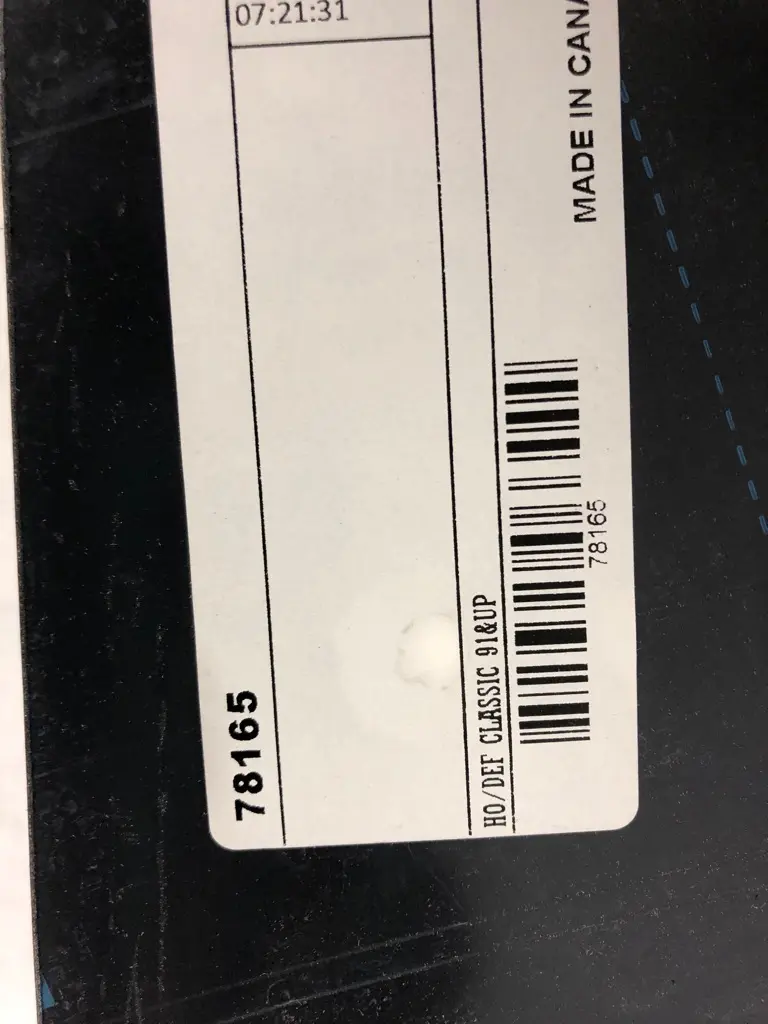 07:21:31
78165
HO/DEF CLASSIC 91&UP
78165
MADE IN CANA